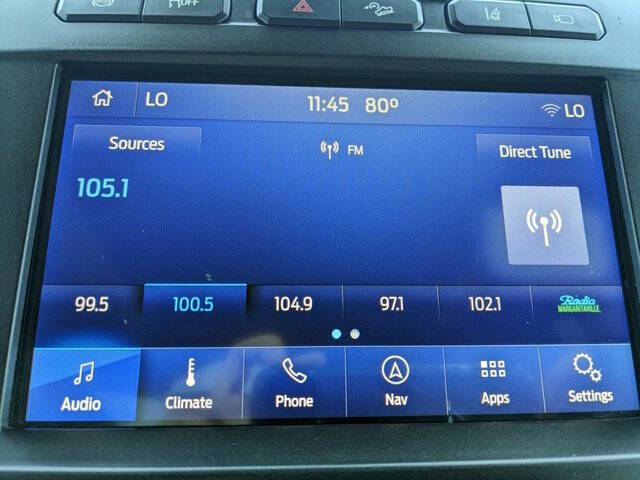 OFF
LO 11:45 80° LO
Sources FM Direct Tune
105.1
99.5 100.5 104.9 97.1 102.1 Radio
MARGARITAVILLE
Audio Climate Phone Nav Apps Settings